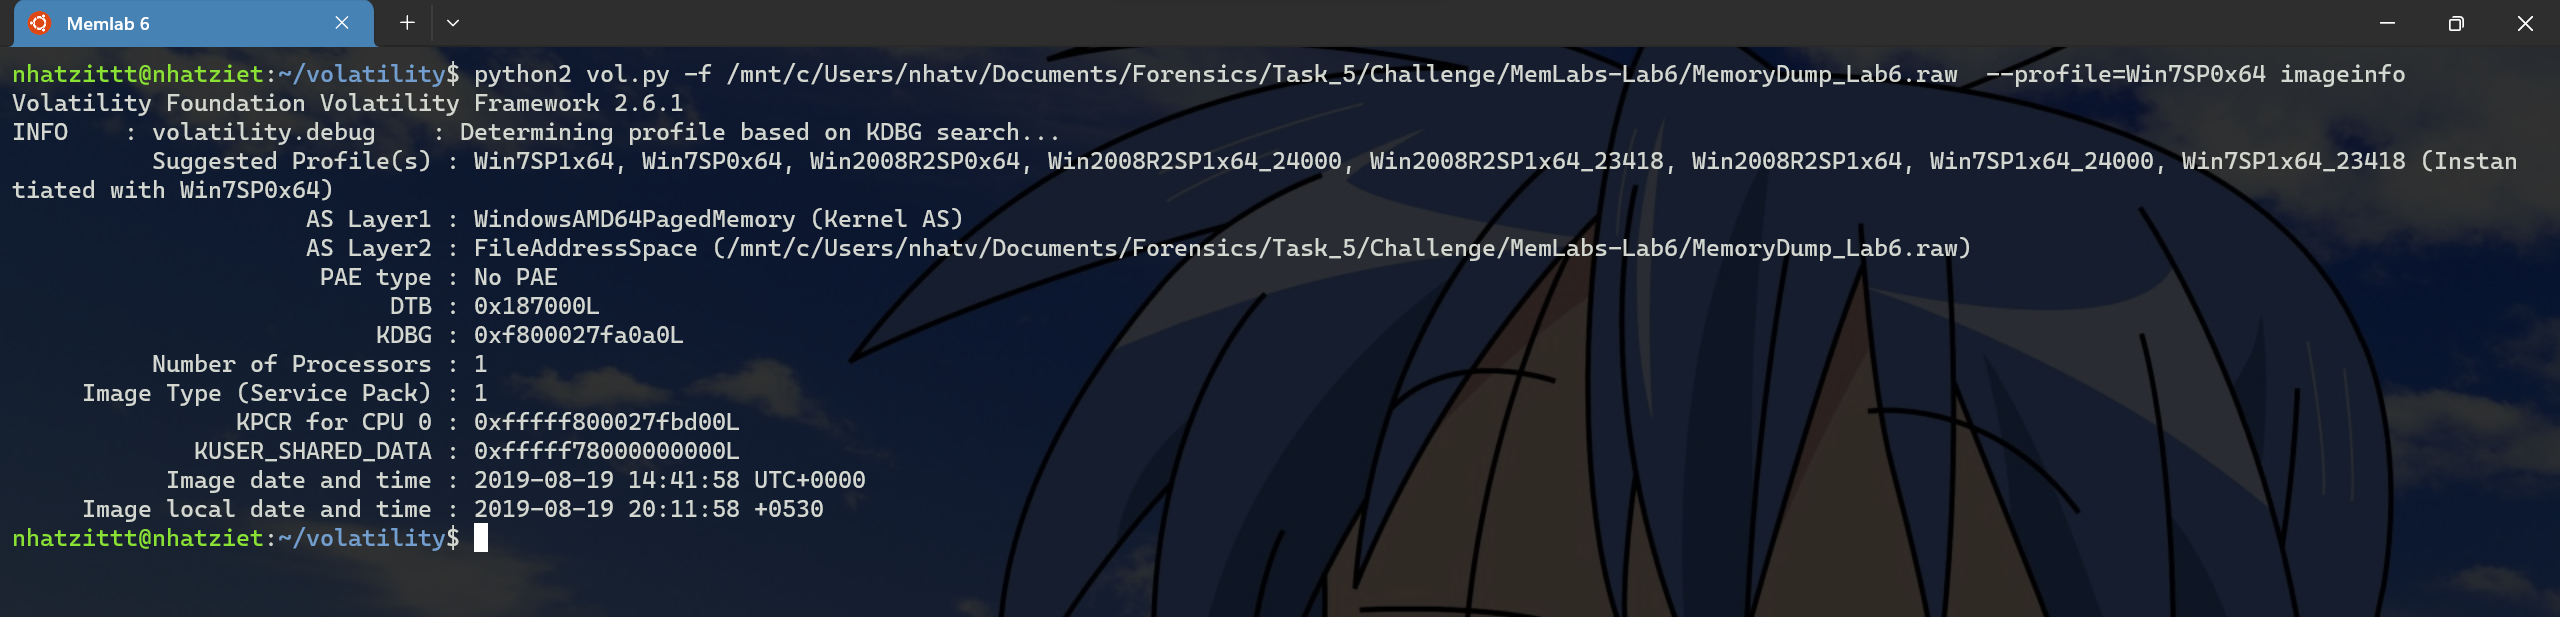 Memlab 6
nhatzittt@nhatziet:~/volatility$ python2 vol.py -f /mnt/c/Users/nhatv/Documents/Forensics/Task_5/Challenge/MemLabs-Lab6/MemoryDump_Lab6.raw  --profile=Win7SP0x64 imageinfo
Volatility Foundation Volatility Framework 2.6.1
INFO    : volatility.debug    : Determining profile based on KDBG search...
          Suggested Profile(s) : Win7SP1x64, Win7SP0x64, Win2008R2SP0x64, Win2008R2SP1x64_24000, Win2008R2SP1x64_23418, Win2008R2SP1x64, Win7SP1x64_24000, Win7SP1x64_23418 (Instan
tiated with Win7SP0x64)
                     AS Layer1 : WindowsAMD64PagedMemory (Kernel AS)
                     AS Layer2 : FileAddressSpace (/mnt/c/Users/nhatv/Documents/Forensics/Task_5/Challenge/MemLabs-Lab6/MemoryDump_Lab6.raw)
                      PAE type : No PAE
                           DTB : 0x187000L
                          KDBG : 0xf800027fa0a0L
          Number of Processors : 1
     Image Type (Service Pack) : 1
                KPCR for CPU 0 : 0xfffff800027fbd00L
             KUSER_SHARED_DATA : 0xfffff78000000000L
           Image date and time : 2019-08-19 14:41:58 UTC+0000
     Image local date and time : 2019-08-19 20:11:58 +0530
nhatzittt@nhatziet:~/volatility$